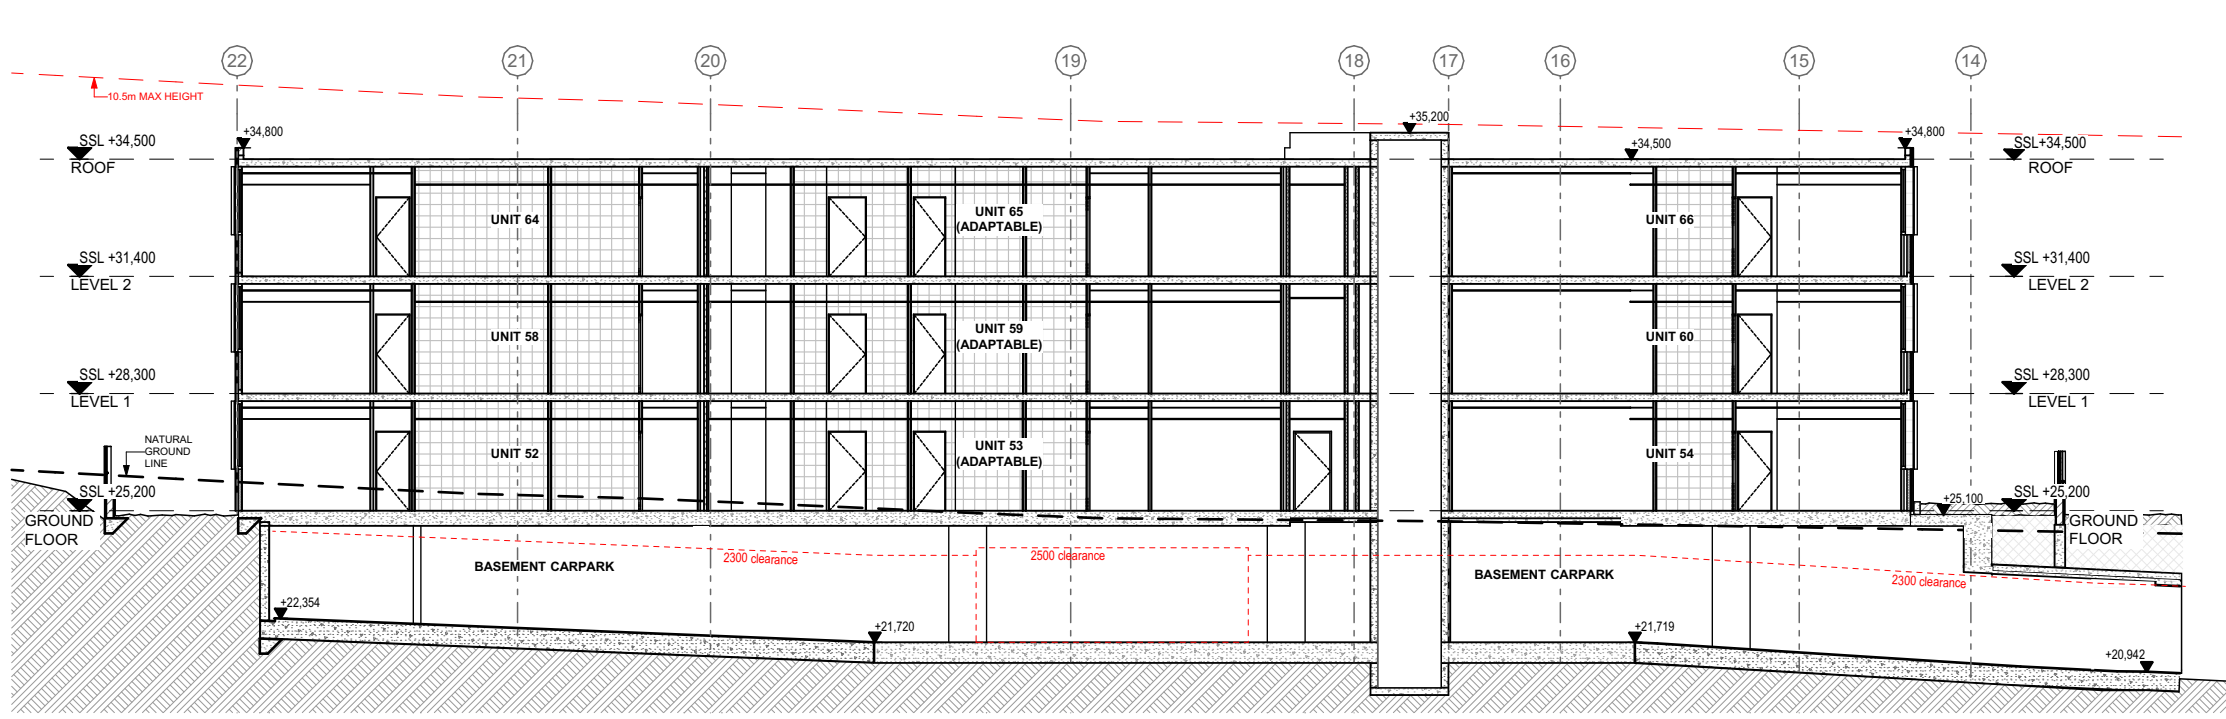 22
21
20
19
18
17
16
15
14
10.5m MAX HEIGHT
+34,800
+35,200
+34,500
+34,800
SSL +34,500
ROOF
SSL+34,500
ROOF
UNIT 64
UNIT 65
(ADAPTABLE)
UNIT 66
SSL +31,400
LEVEL 2
SSL +31,400
LEVEL 2
UNIT 58
UNIT 59
(ADAPTABLE)
UNIT 60
SSL +28,300
LEVEL 1
SSL +28,300
LEVEL 1
NATURAL
GROUND
LINE
UNIT 52
UNIT 53
(ADAPTABLE)
UNIT 54
SSL +25,200
GROUND
FLOOR
+25,100
SSL +25,200
GROUND
FLOOR
2300 clearance
2500 clearance
2300 clearance
BASEMENT CARPARK
BASEMENT CARPARK
+22,354
+21,720
+21,719
+20,942